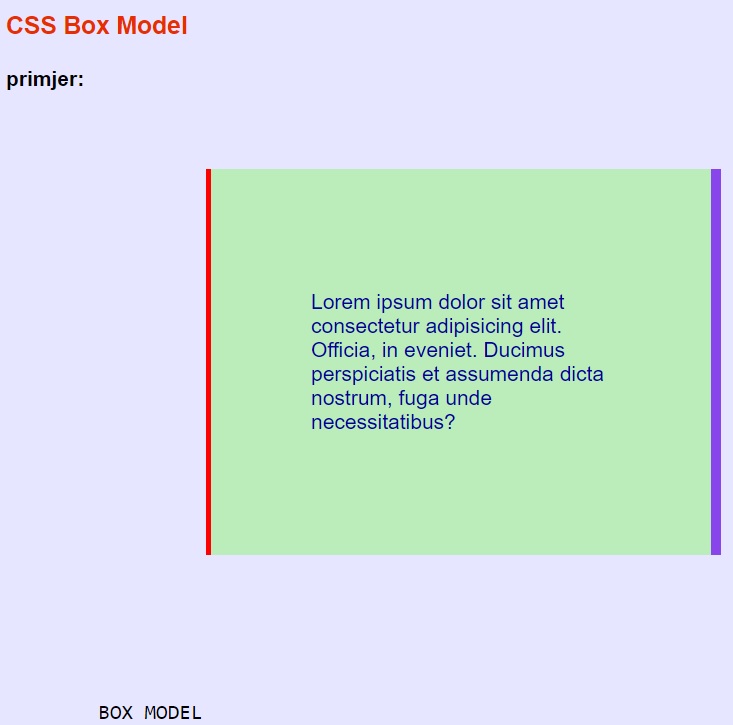 CSS Box Model
primjer:
Lorem ipsum dolor sit amet
consectetur adipisicing elit.
Officia, in eveniet. Ducimus
perspiciatis et assumenda dicta
nostrum, fuga unde
necessitatibus?
BOX MODEL